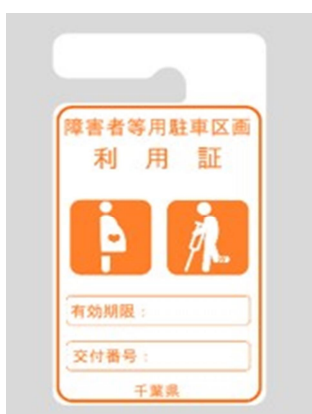 障害者等用駐車区画
利用証
有効期限：
交付番号：
千葉県